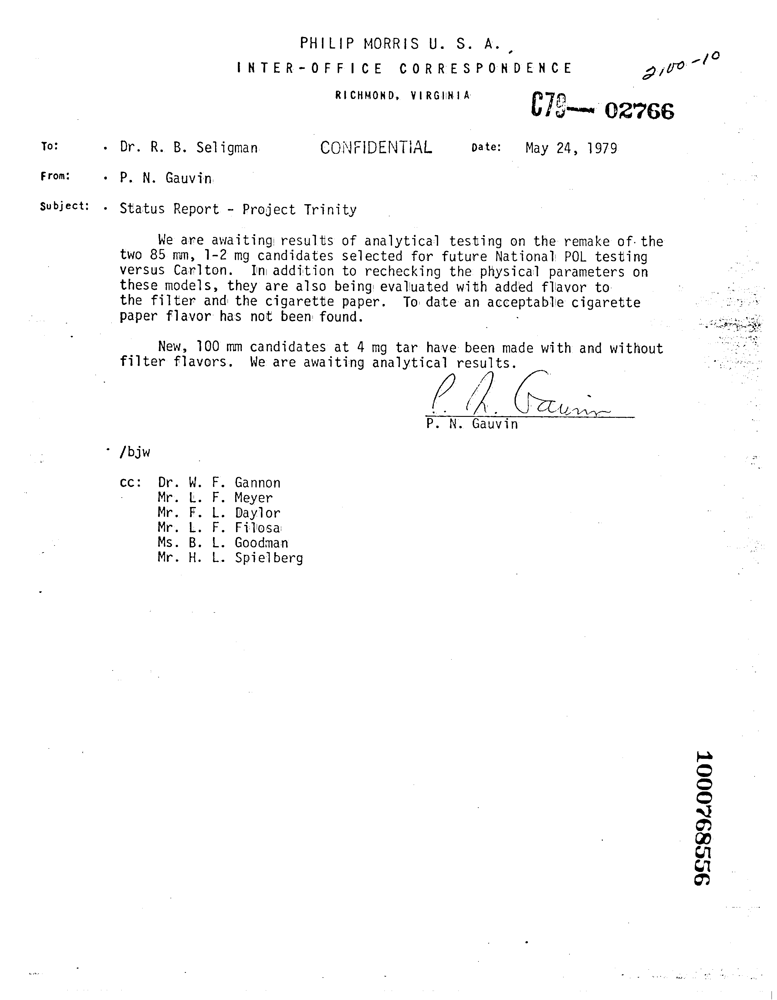 PHILIP MORRIS U. S. A.
INTER-OFFICE CORRESPONDENCE
2100-10
RICHMOND, VIRGINIA
C79— 02766
To: Dr. R. B. Seligman CONFIDENTIAL Date: May 24, 1979
From: P. N. Gauvin
Subject: Status Report - Project Trinity
We are awaiting results of analytical testing on the remake of the
two 85 mm, 1-2 mg candidates selected for future National POL testing
versus Carlton. In addition to rechecking the physical parameters on
these models, they are also being evaluated with added flavor to
the filter and the cigarette paper. To date an acceptable cigarette
paper flavor has not been found.
New, 100 mm candidates at 4 mg tar have been made with and without
filter flavors. We are awaiting analytical results.
P. N. Gauvin
P. N. Gauvin
/bjw
cc: Dr. W. F. Gannon
Mr. L. F. Meyer
Mr. F. L. Daylor
Mr. L. F. Filosa
Ms. B. L. Goodman
Mr. H. L. Spielberg
1000768556